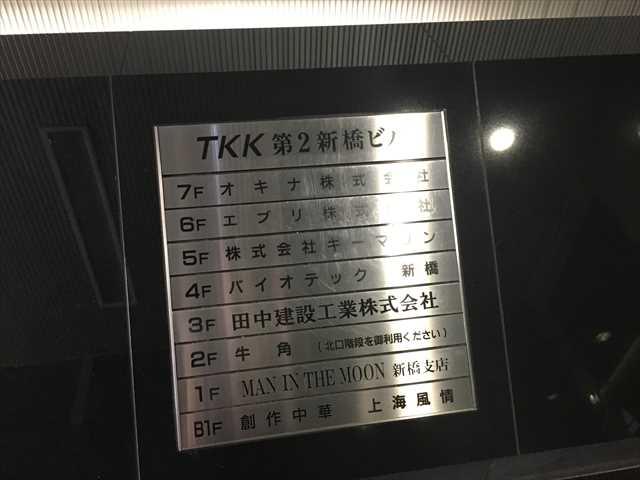 TKK 第2新橋ビル
7F オキナ株式会社
6F エブリ株式会社
5F 株式会社キーマ ン
4F バイオテック 新橋
3F 田中建設工業株式会社
2F 牛角 (北口階段を御利用ください)
1F MAN IN THE MOON 新橋支店
B1F 創作中華 上海風情